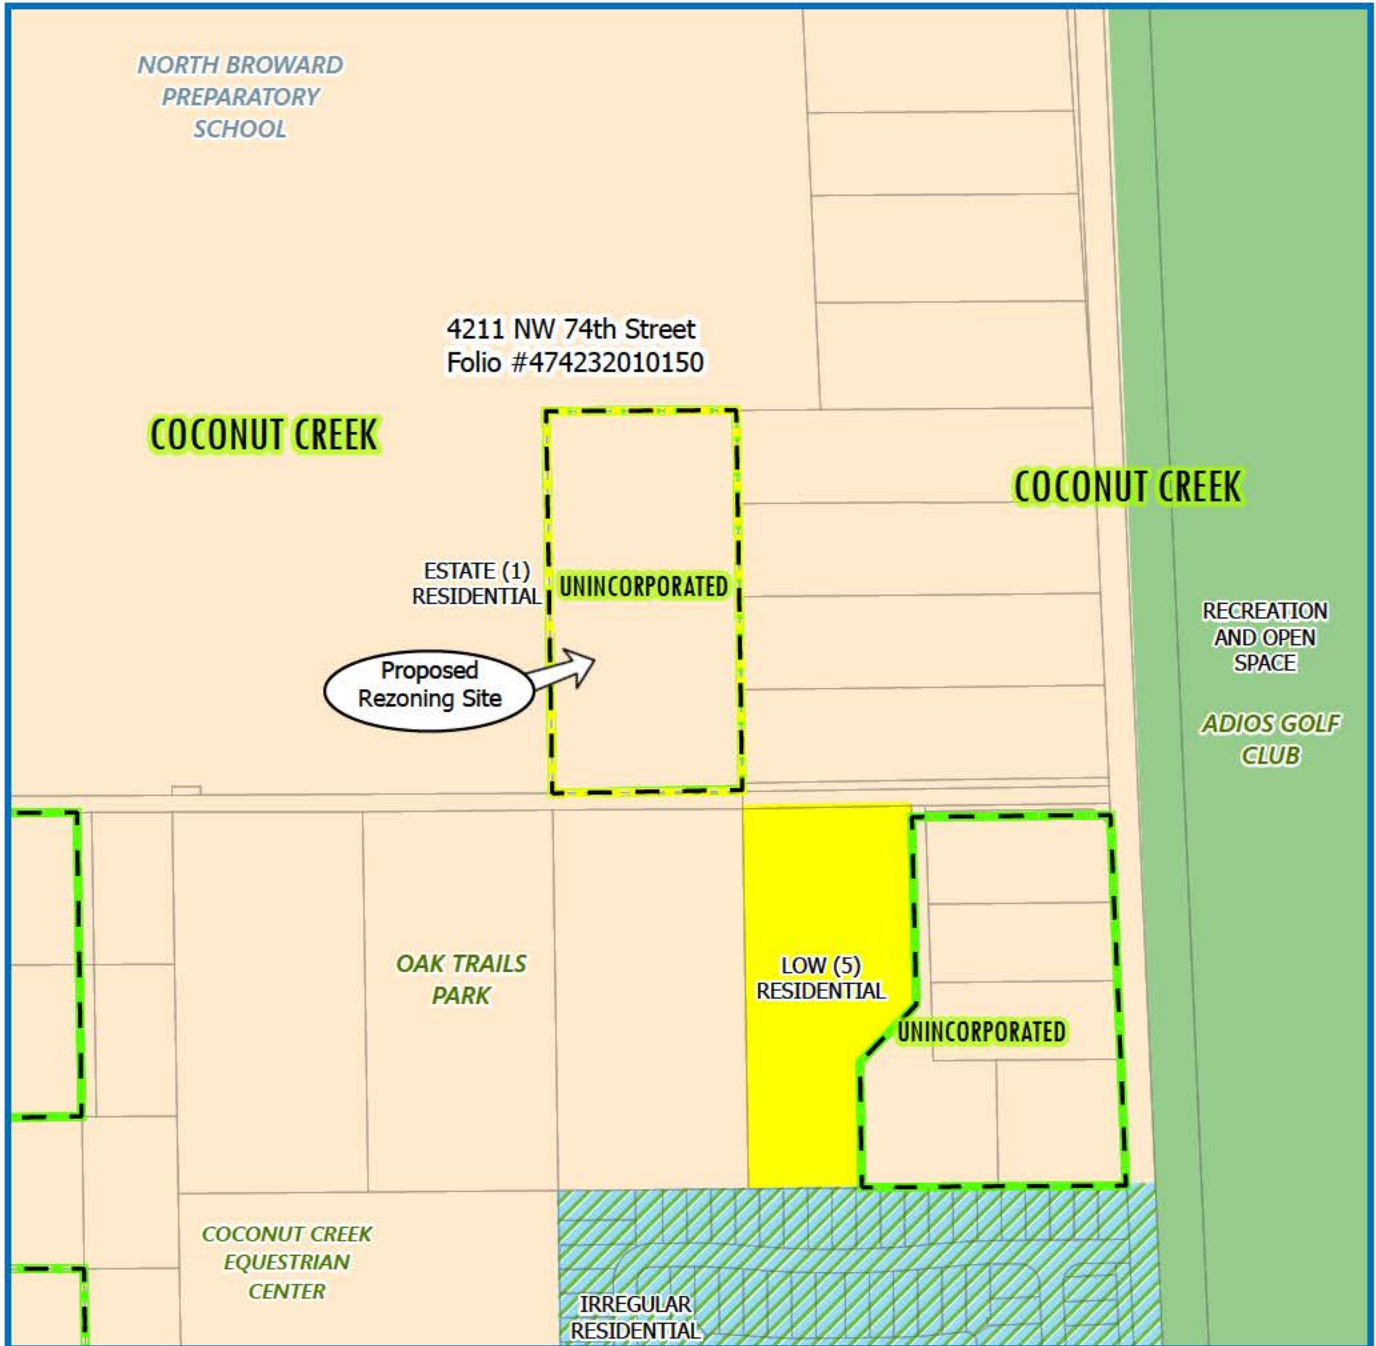 NORTH BROWARD
PREPARATORY
SCHOOL
4211 NW 74th Street
Folio #474232010150
COCONUT CREEK
COCONUT CREEK
ESTATE (1)
RESIDENTIAL
UNINCORPORATED
RECREATION
AND OPEN
SPACE
Proposed
Rezoning Site
ADIOS GOLF
CLUB
OAK TRAILS
PARK
LOW (5)
RESIDENTIAL
UNINCORPORATED
COCONUT CREEK
EQUESTRIAN
CENTER
IRREGULAR
RESIDENTIAL